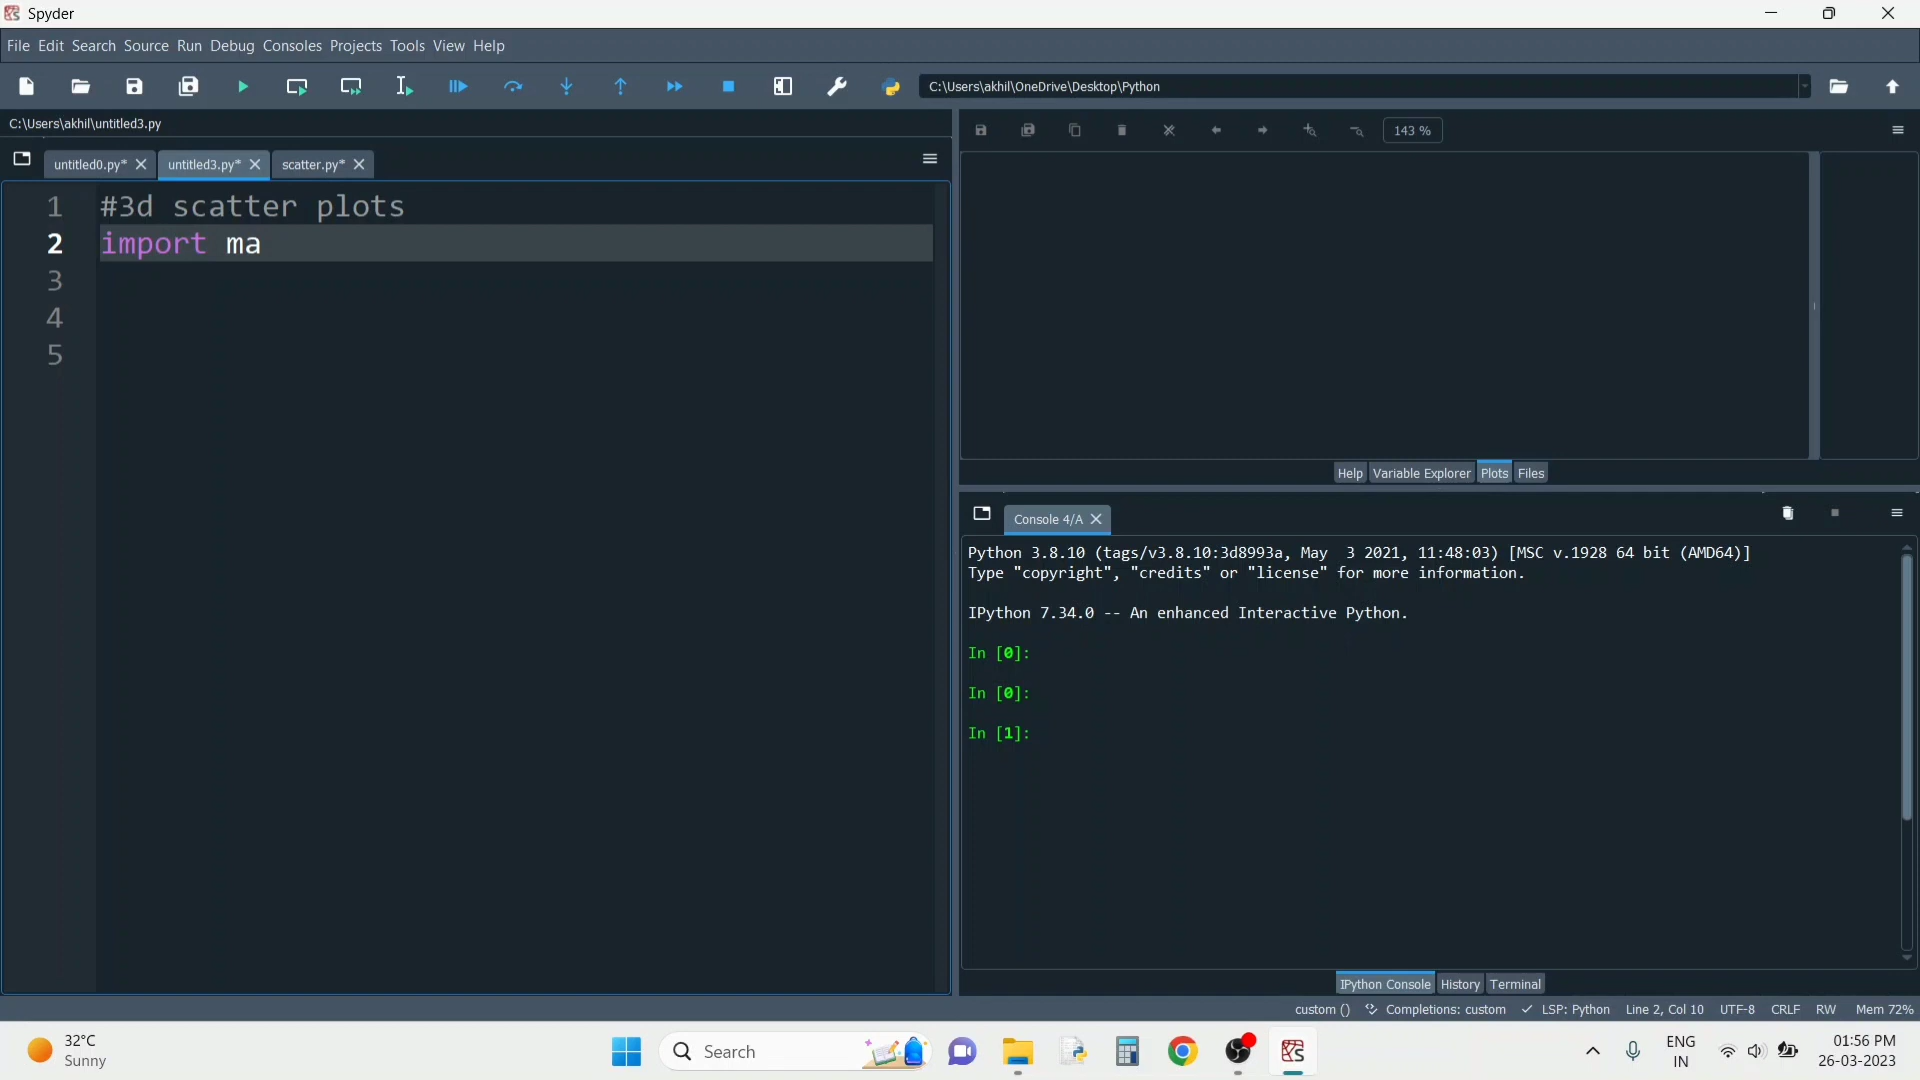 Spyder
File Edit Search Source Run Debug Consoles Projects Tools View Help
C:\Users\akhil\OneDrive\Desktop\Python
C:\Users\akhil\untitled3.py
untitled0.py* untitled3.py* scatter.py*
143 %
1 #3d scatter plots
2 import ma
3
4
5
Help Variable Explorer Plots Files
Console 4/A
Python 3.8.10 (tags/v3.8.10:3d8993a, May  3 2021, 11:48:03) [MSC v.1928 64 bit (AMD64)]
Type "copyright", "credits" or "license" for more information.
IPython 7.34.0 -- An enhanced Interactive Python.
In [0]:
In [0]:
In [1]:
IPython Console History Terminal
custom () Completions: custom LSP: Python Line 2, Col 10 UTF-8 CRLF RW Mem 72%
32°C
Sunny
Search
ENG
IN
01:56 PM
26-03-2023